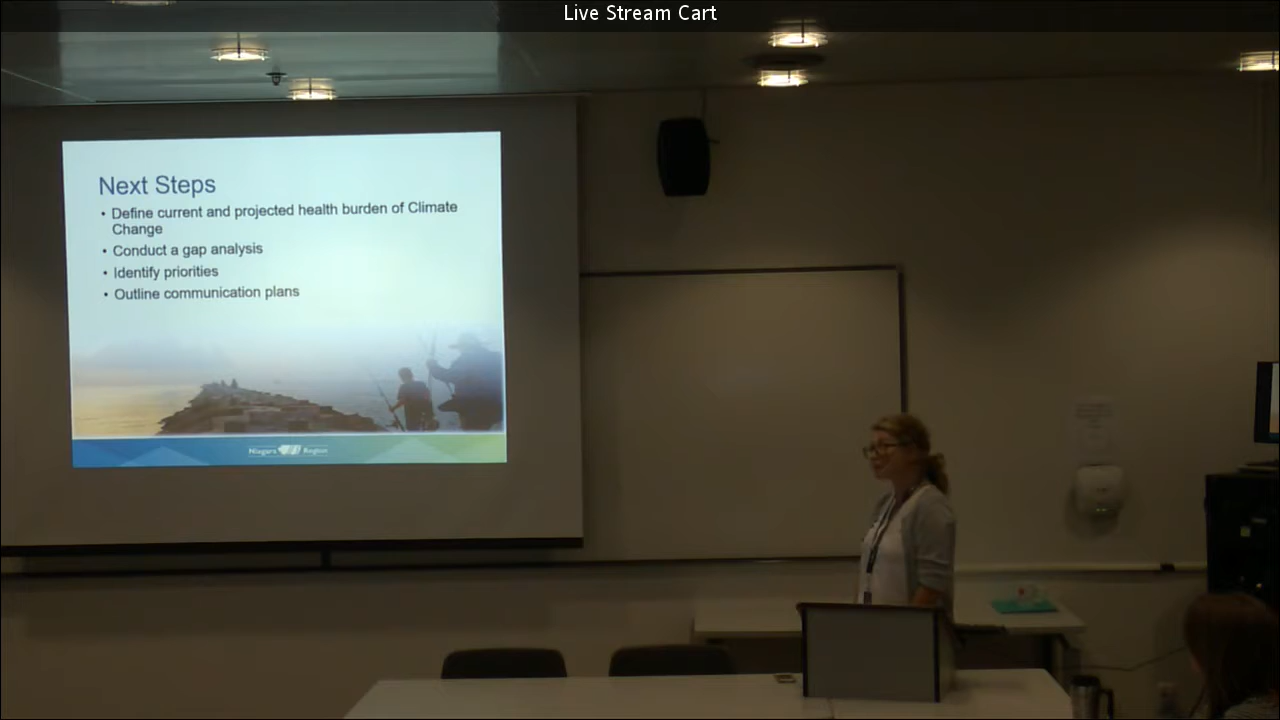 Live Stream Cart
Next Steps
• Define current and projected health burden of Climate
Change
• Conduct a gap analysis
• Identify priorities
• Outline communication plans
Niagara Region